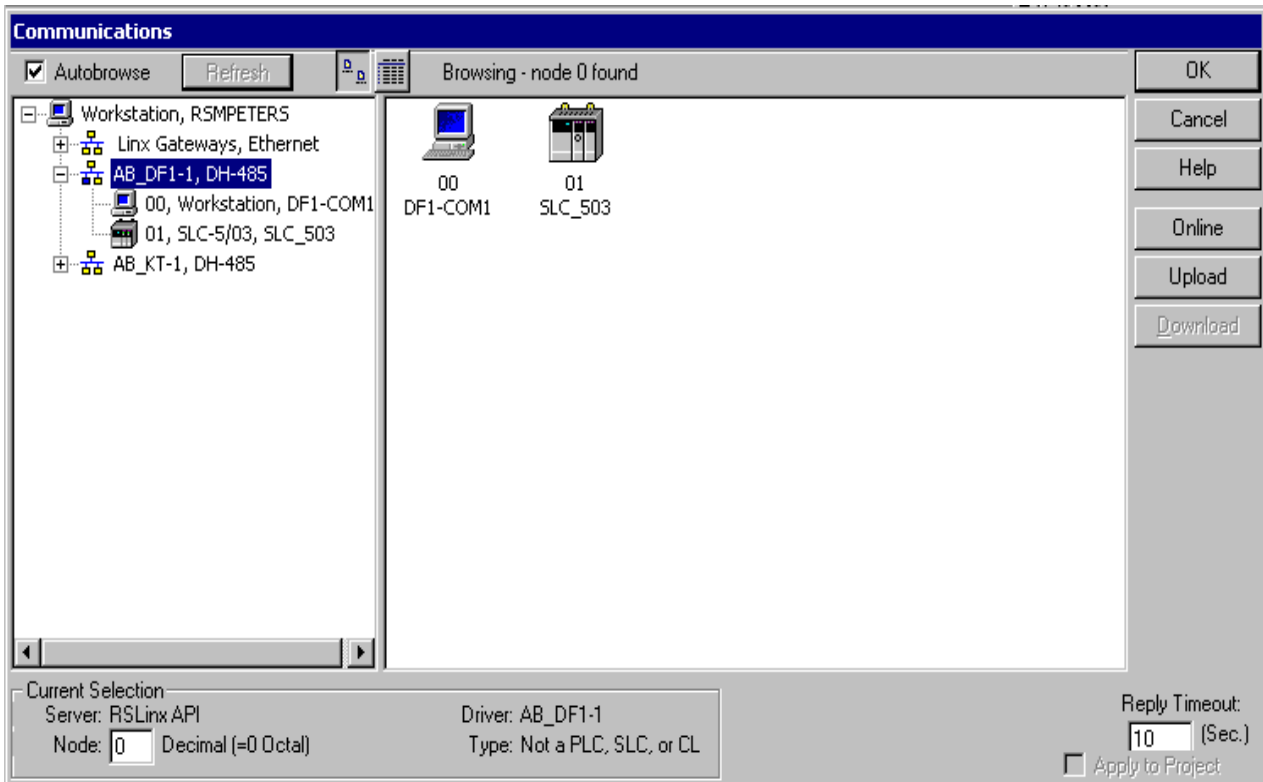 Communications
Autobrowse
Refresh
Browsing - node 0 found
OK
Cancel
Help
Online
Upload
Download
Workstation, RSMPETERS
Linx Gateways, Ethernet
AB_DF1-1, DH-485
00, Workstation, DF1-COM1
01, SLC-5/03, SLC_503
AB_KT-1, DH-485
00
DF1-COM1
01
SLC_503
Current Selection
Server: RSLinx API
Driver: AB_DF1-1
Node: 0 Decimal (=0 Octal)
Type: Not a PLC, SLC, or CL
Reply Timeout:
10 (Sec.)
Apply to Project